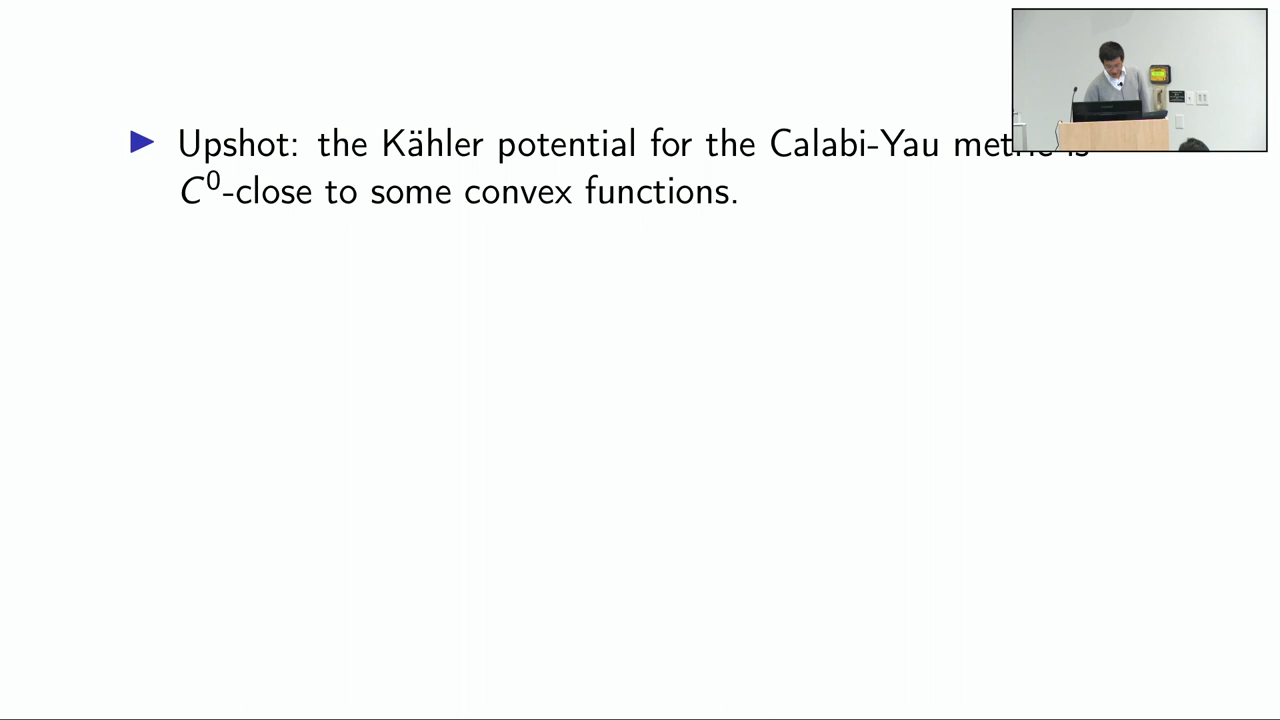 Upshot: the Kähler potential for the Calabi-Yau metric is
C⁰-close to some convex functions.